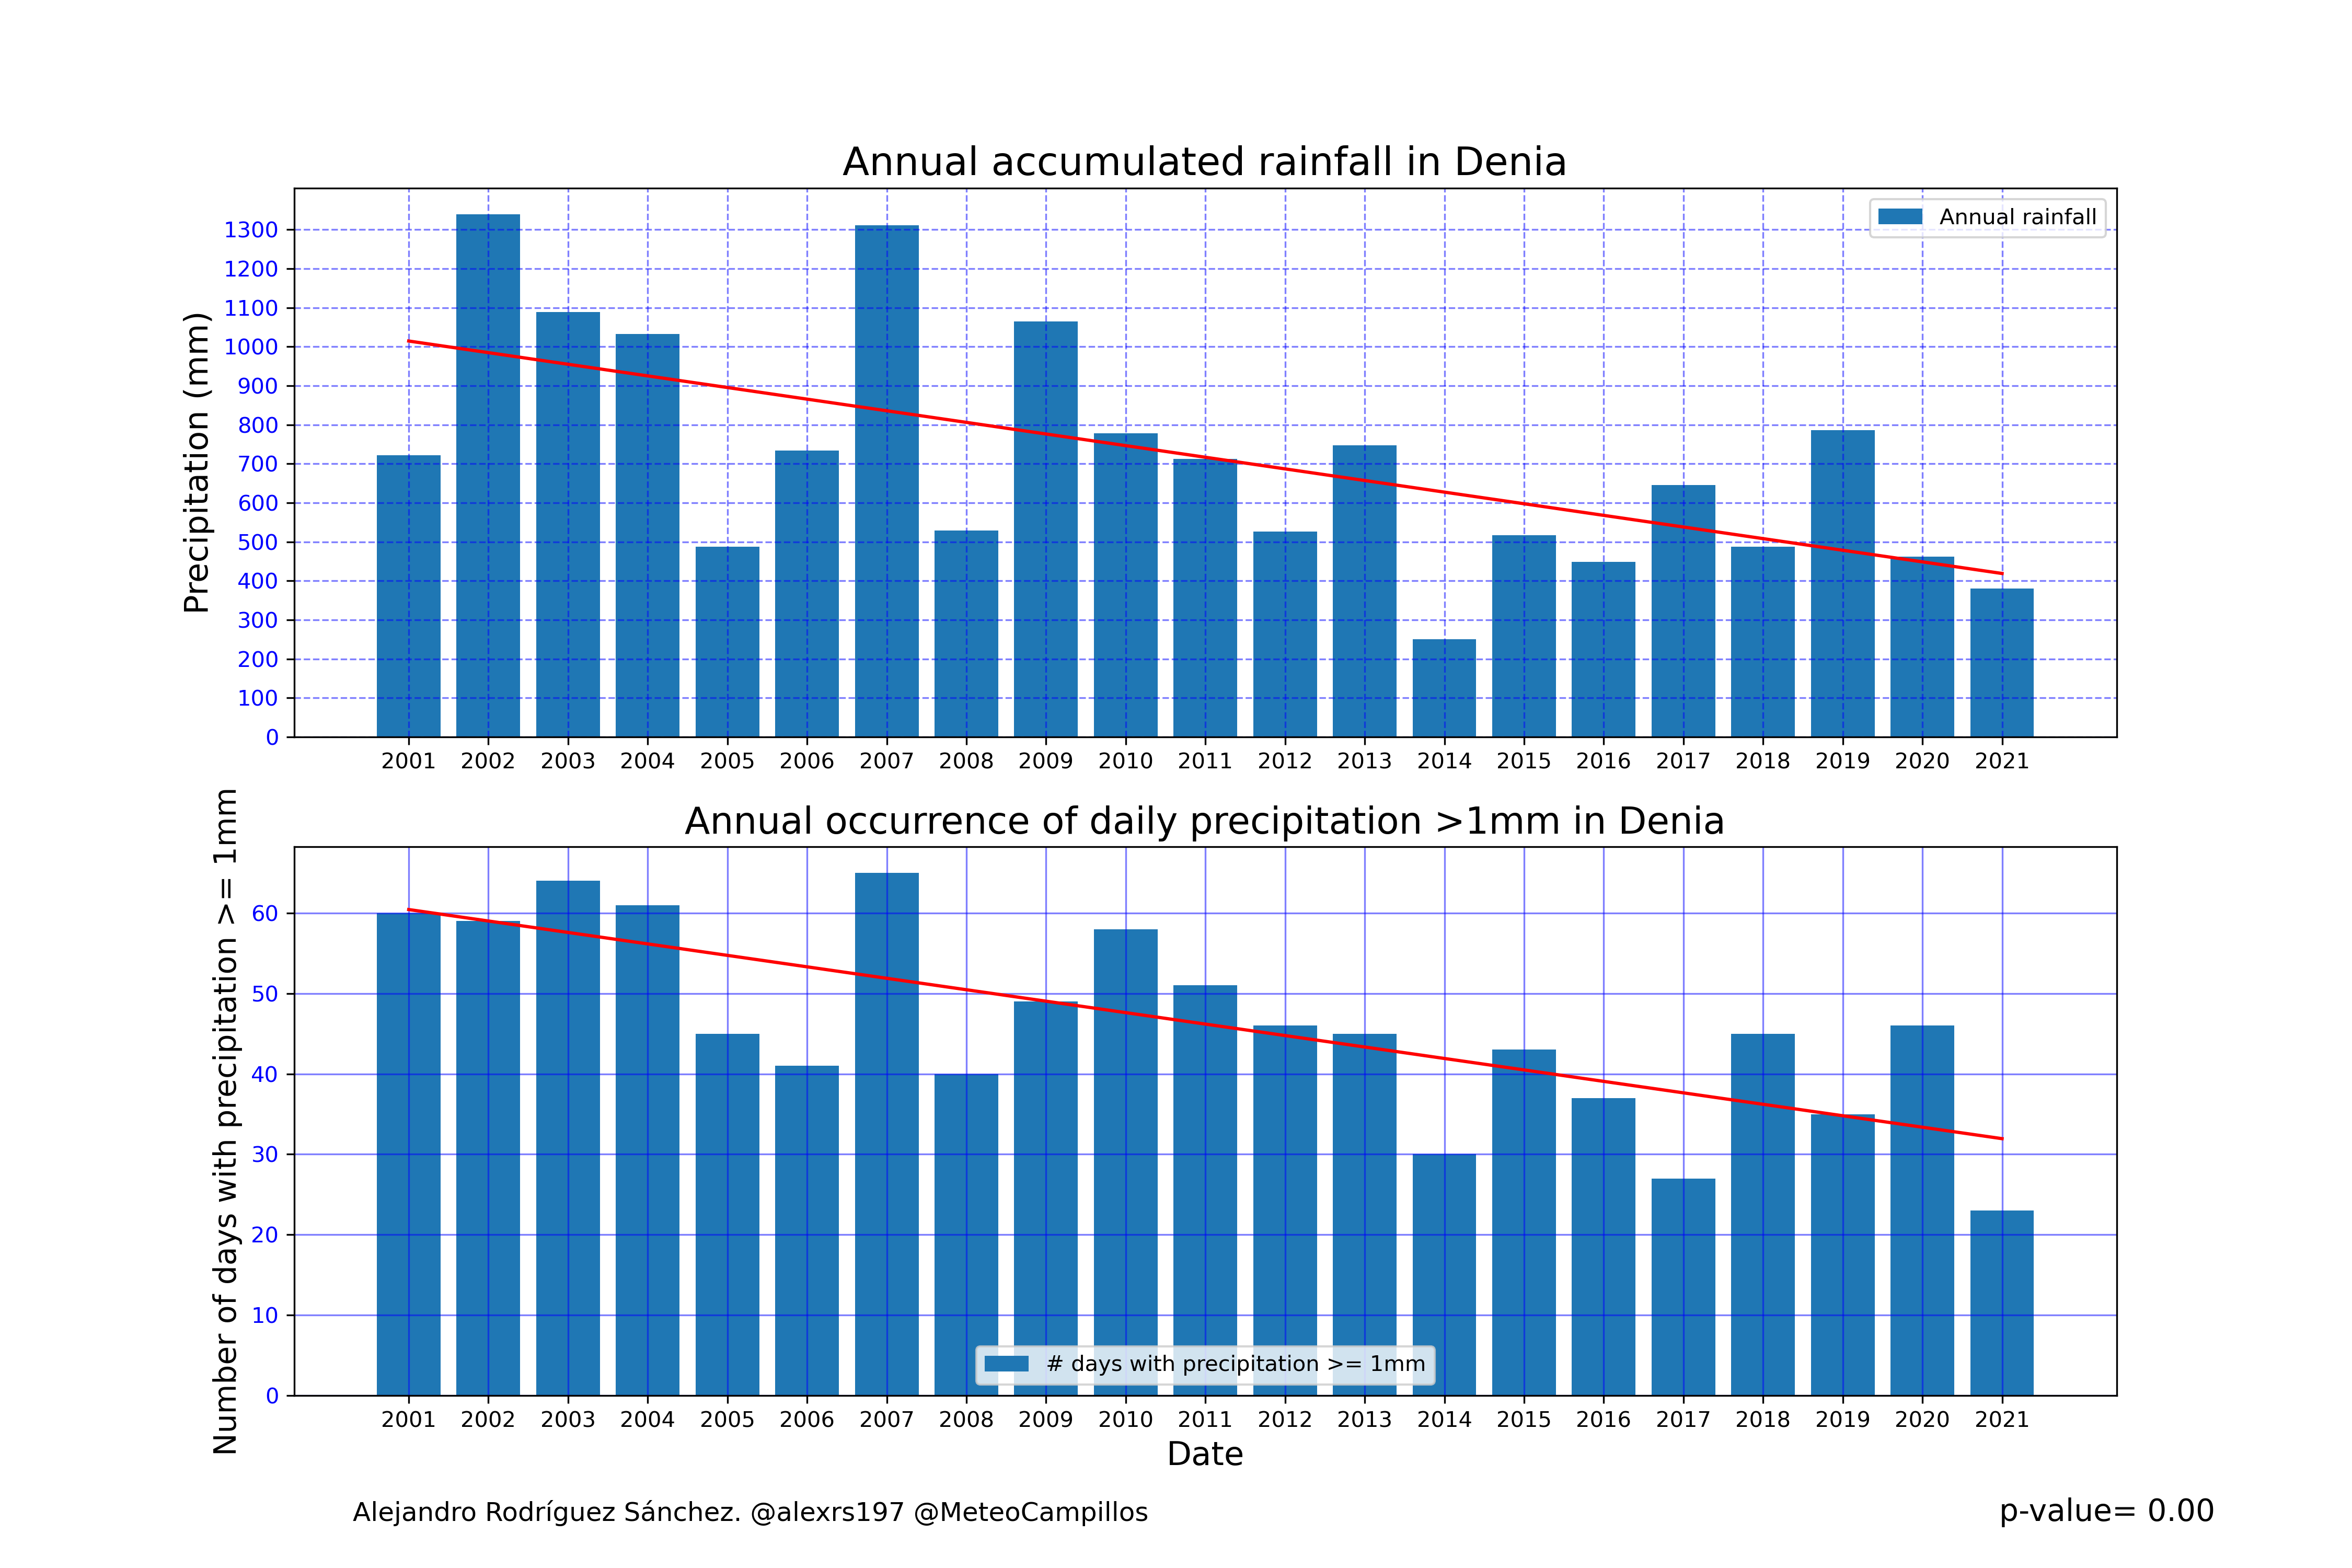 Annual accumulated rainfall in Denia
Precipitation (mm)
1300
1200
1100
1000
900
800
700
600
500
400
300
200
100
0
Annual rainfall
2001 2002 2003 2004 2005 2006 2007 2008 2009 2010 2011 2012 2013 2014 2015 2016 2017 2018 2019 2020 2021
Annual occurrence of daily precipitation >1mm in Denia
Number of days with precipitation >= 1mm
60
50
40
30
20
10
0
# days with precipitation >= 1mm
2001 2002 2003 2004 2005 2006 2007 2008 2009 2010 2011 2012 2013 2014 2015 2016 2017 2018 2019 2020 2021
Date
Alejandro Rodríguez Sánchez. @alexrs197 @MeteoCampillos
p-value= 0.00